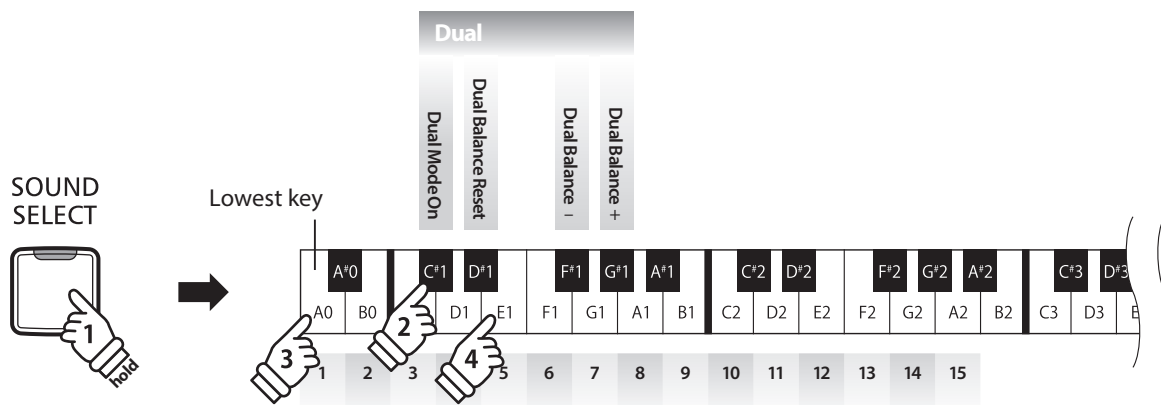 Dual
Dual Mode On
Dual Balance Reset
Dual Balance −
Dual Balance +
SOUND
SELECT
Lowest key
A#0 C#1 D#1 F#1 G#1 A#1 C#2 D#2 F#2 G#2 A#2 C#3 D#3
A0 B0 D1 E1 F1 G1 A1 B1 C2 D2 E2 F2 G2 A2 B2 C3 D3 E
1 hold
2
3
4
1 2 3 5 6 7 8 9 10 11 12 13 14 15